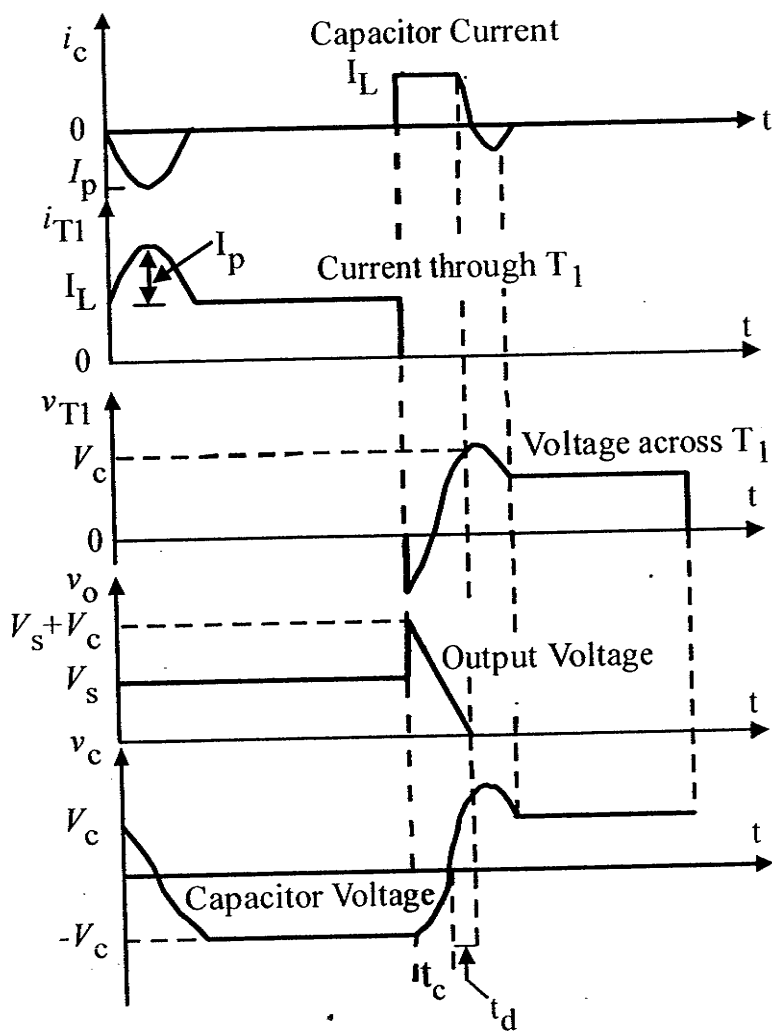 i_c
Capacitor Current
I_L
0
t
I_p
i_T1
I_p
Current through T_1
I_L
t
0
v_T1
V_c
Voltage across T_1
t
0
v_o
V_s+V_c
Output Voltage
V_s
t
v_c
V_c
t
Capacitor Voltage
-V_c
t_c
t_d